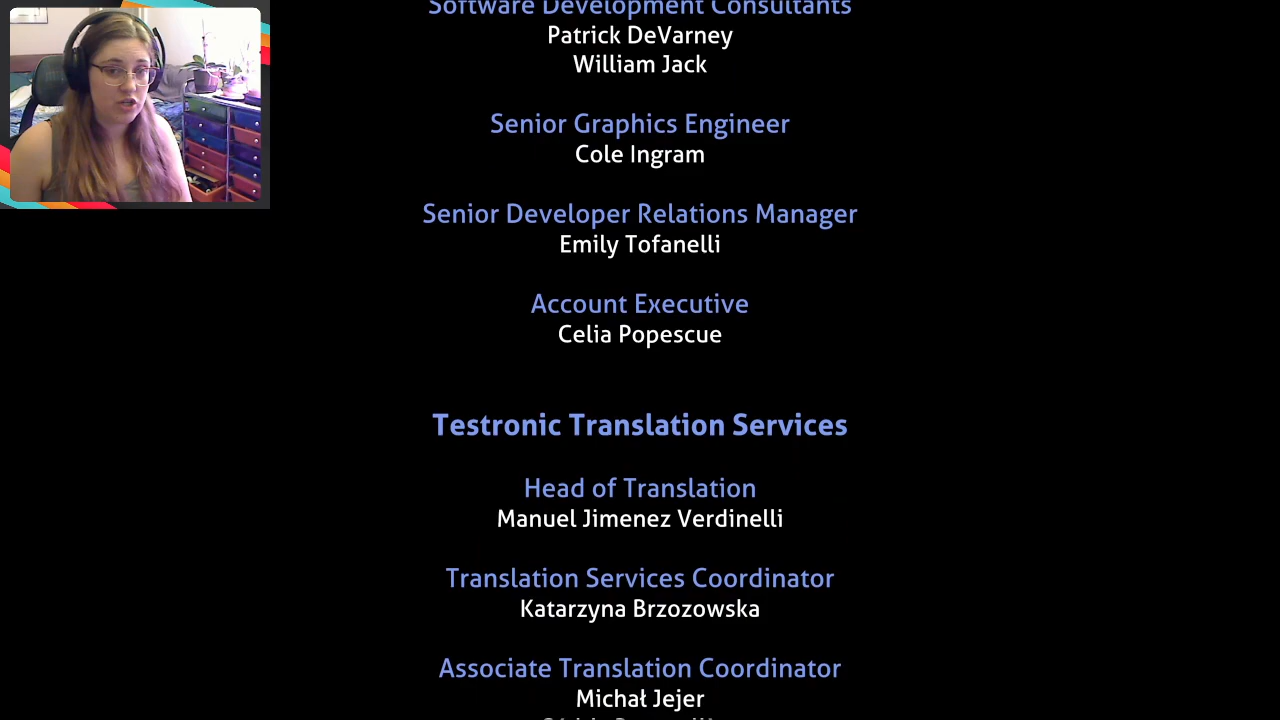 Software Development Consultants
Patrick DeVarney
William Jack
Senior Graphics Engineer
Cole Ingram
Senior Developer Relations Manager
Emily Tofanelli
Account Executive
Celia Popescue
Testronic Translation Services
Head of Translation
Manuel Jimenez Verdinelli
Translation Services Coordinator
Katarzyna Brzozowska
Associate Translation Coordinator
Michał Jejer